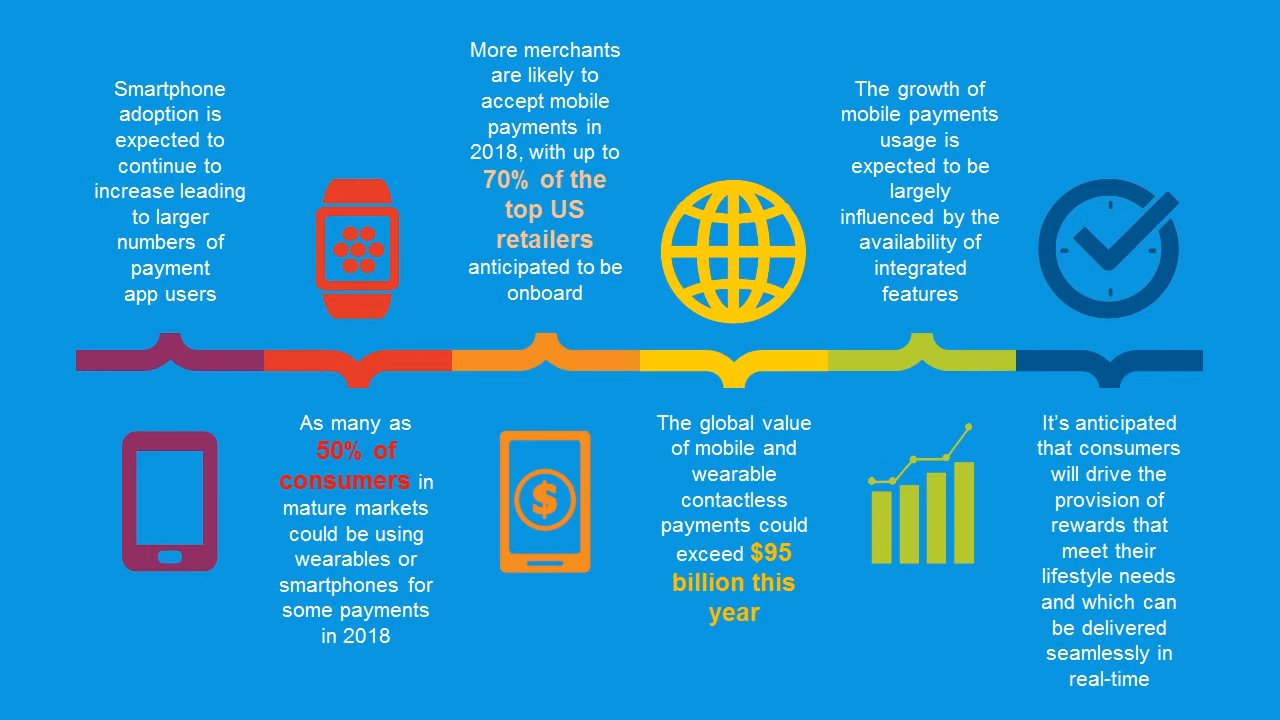 Smartphone
adoption is
expected to
continue to
increase leading
to larger
numbers of
payment
app users
As many as
50% of
consumers in
mature markets
could be using
wearables or
smartphones for
some payments
in 2018
More merchants
are likely to
accept mobile
payments in
2018, with up to
70% of the
top US
retailers
anticipated to be
onboard
$
The global value
of mobile and
wearable
contactless
payments could
exceed $95
billion this
year
The growth of
mobile payments
usage is
expected to be
largely
influenced by the
availability of
integrated
features
It's anticipated
that consumers
will drive the
provision of
rewards that
meet their
lifestyle needs
and which can
be delivered
seamlessly in
real-time